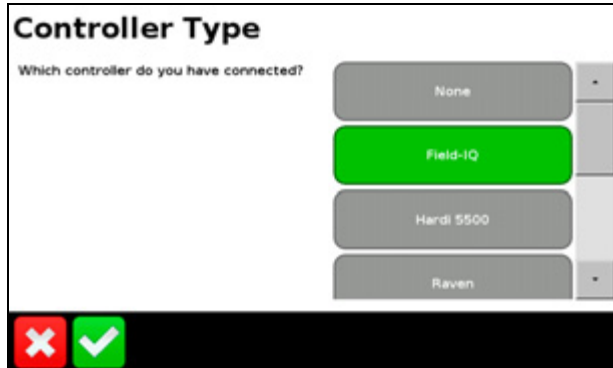 Controller Type
Which controller do you have connected?
None
Field-IQ
Hardi 5500
Raven